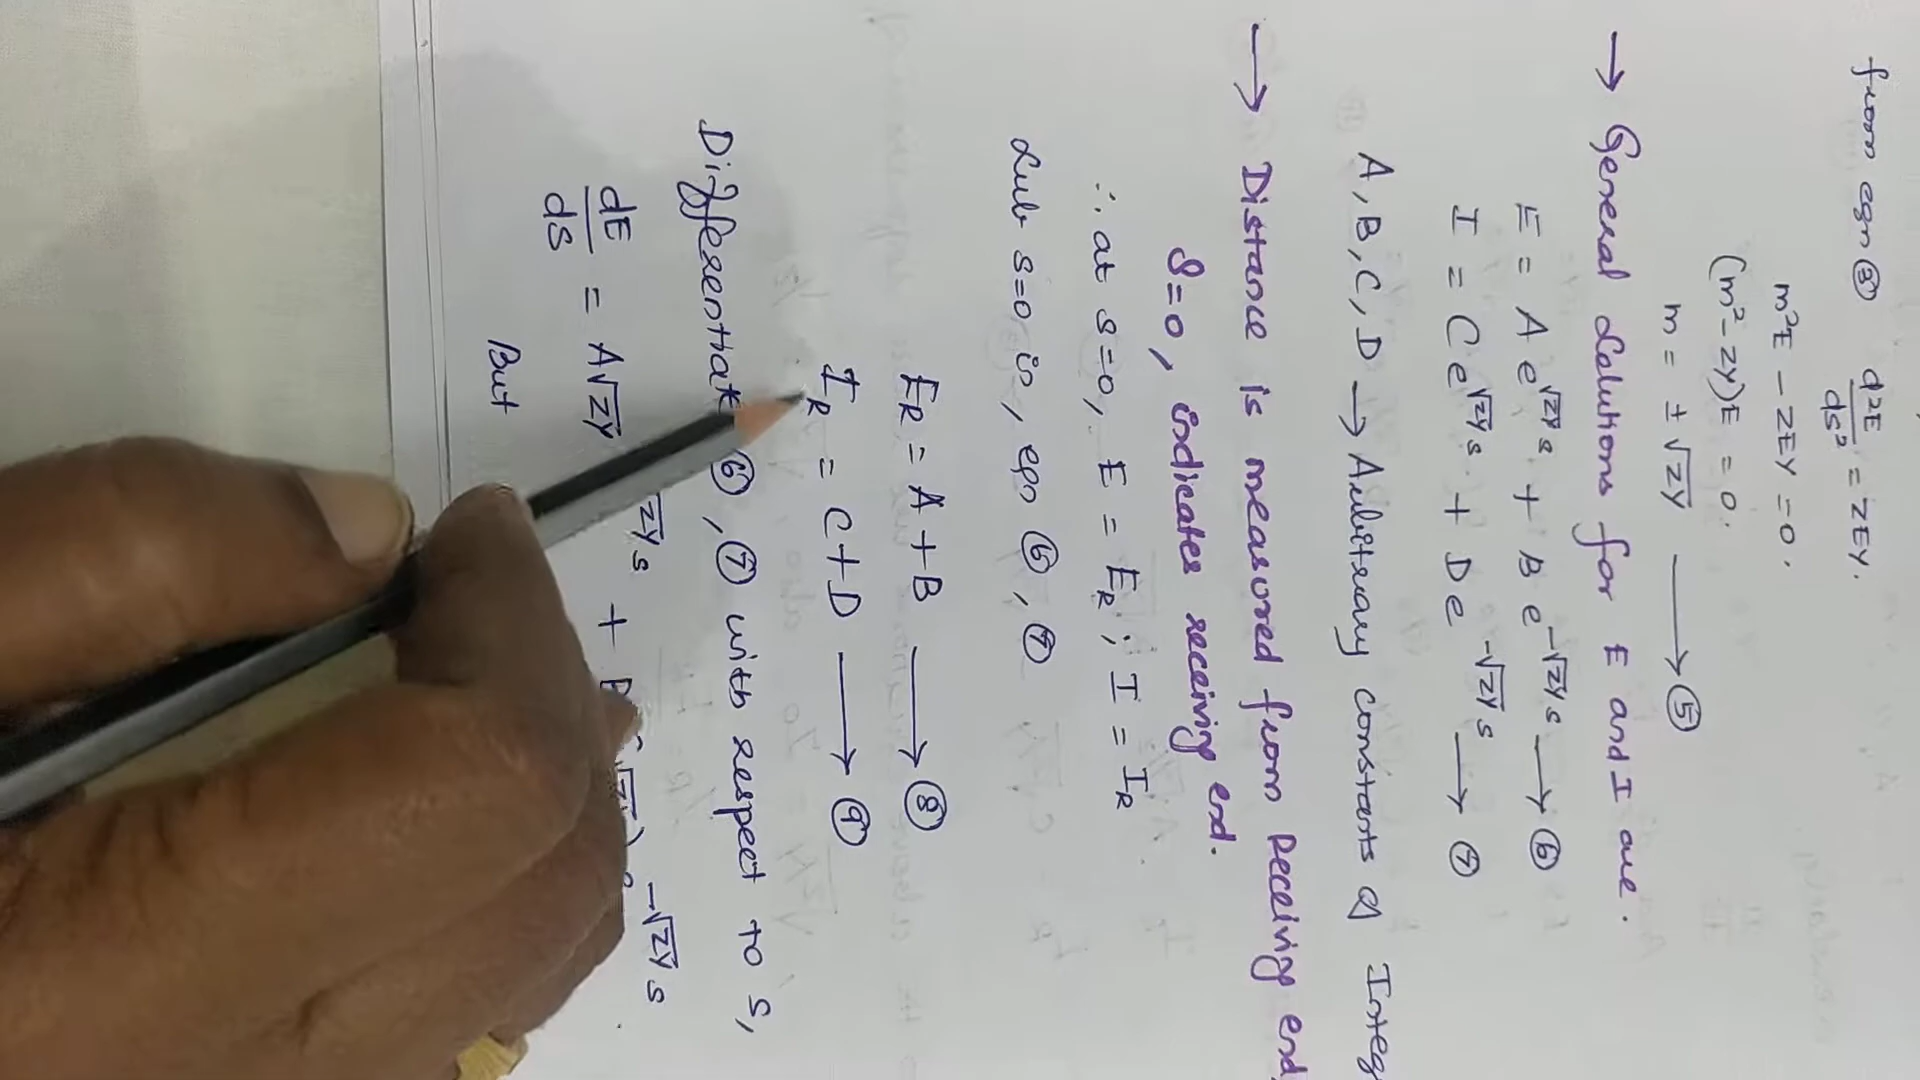 from eqn ③ d²E/ds² = ZEY.
m²E - ZEY = 0.
(m² - ZY)E = 0.
m = ± √ZY → ⑤
→ General Solutions for E and I are.
E = A e^√ZY s + B e^-√ZY s → ⑥
I = C e^√ZY s + D e^-√ZY s → ⑦
A, B, C, D → Arbitrary constants of Integ
→ Distance is measured from Receiving end,
S=0, indicates receiving end.
∴ at s=0, E = E_R ; I = I_R
Sub s=0 in, eqn ⑥, ⑦
E_R = A + B → ⑧
I_R = C + D → ⑨
Differentiate ⑥, ⑦ with respect to s,
dE/ds = A√ZY √ZY s + B -√ZY s
But